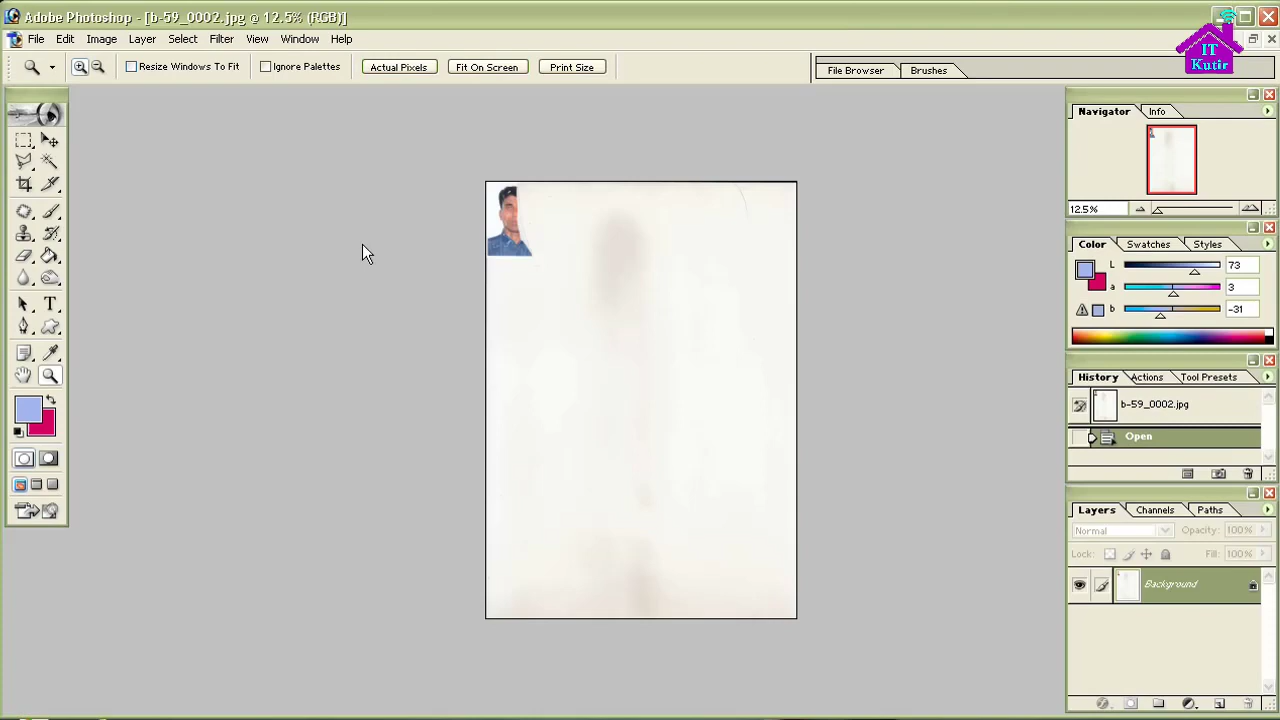 Adobe Photoshop - [b-59_0002.jpg @ 12.5% (RGB)]
File Edit Image Layer Select Filter View Window Help
IT
Kutir
Resize Windows To Fit Ignore Palettes Actual Pixels Fit On Screen Print Size File Browser Brushes
Navigator Info
12.5%
Color Swatches Styles
L 73
a 3
b -31
History Actions Tool Presets
b-59_0002.jpg
Open
Layers Channels Paths
Normal Opacity: 100%
Lock: Fill: 100%
Background